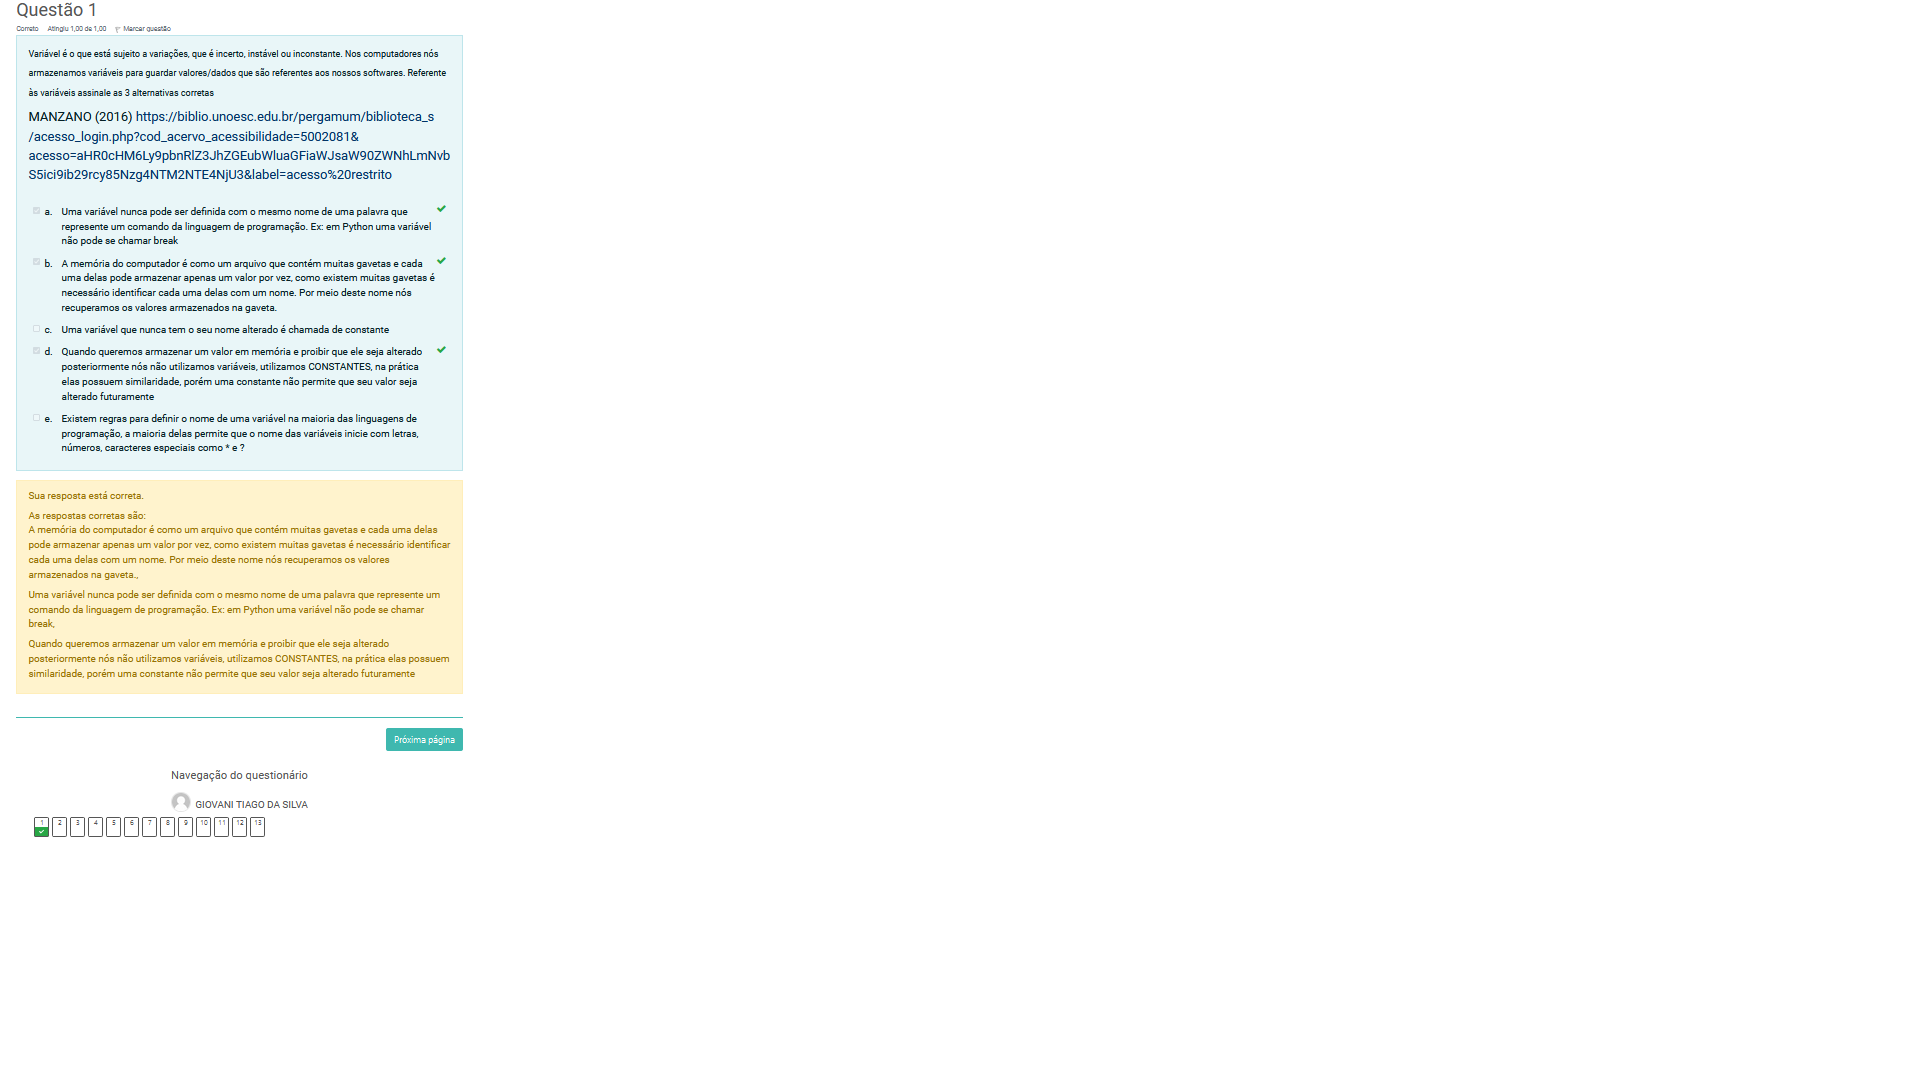 Questão 1
Correto Atingiu 1,00 de 1,00 Marcar questão
Variável é o que está sujeito a variações, que é incerto, instável ou inconstante. Nos computadores nós
armazenamos variáveis para guardar valores/dados que são referentes aos nossos softwares. Referente
às variáveis assinale as 3 alternativas corretas
MANZANO (2016) https://biblio.unoesc.edu.br/pergamum/biblioteca_s
/acesso_login.php?cod_acervo_acessibilidade=5002081&
acesso=aHR0cHM6Ly9pbnRlZ3JhZGEubWluaGFiaWJsaW90ZWNhLmNvb
S5ici9ib29rcy85Nzg4NTM2NTE4NjU3&label=acesso%20restrito
a. Uma variável nunca pode ser definida com o mesmo nome de uma palavra que
represente um comando da linguagem de programação. Ex: em Python uma variável
não pode se chamar break
b. A memória do computador é como um arquivo que contém muitas gavetas e cada
uma delas pode armazenar apenas um valor por vez, como existem muitas gavetas é
necessário identificar cada uma delas com um nome. Por meio deste nome nós
recuperamos os valores armazenados na gaveta.
c. Uma variável que nunca tem o seu nome alterado é chamada de constante
d. Quando queremos armazenar um valor em memória e proibir que ele seja alterado
posteriormente nós não utilizamos variáveis, utilizamos CONSTANTES, na prática
elas possuem similaridade, porém uma constante não permite que seu valor seja
alterado futuramente
e. Existem regras para definir o nome de uma variável na maioria das linguagens de
programação, a maioria delas permite que o nome das variáveis inicie com letras,
números, caracteres especiais como * e ?
Sua resposta está correta.
As respostas corretas são:
A memória do computador é como um arquivo que contém muitas gavetas e cada uma delas
pode armazenar apenas um valor por vez, como existem muitas gavetas é necessário identificar
cada uma delas com um nome. Por meio deste nome nós recuperamos os valores
armazenados na gaveta.,
Uma variável nunca pode ser definida com o mesmo nome de uma palavra que represente um
comando da linguagem de programação. Ex: em Python uma variável não pode se chamar
break,
Quando queremos armazenar um valor em memória e proibir que ele seja alterado
posteriormente nós não utilizamos variáveis, utilizamos CONSTANTES, na prática elas possuem
similaridade, porém uma constante não permite que seu valor seja alterado futuramente
Próxima página
Navegação do questionário
GIOVANI TIAGO DA SILVA
1 2 3 4 5 6 7 8 9 10 11 12 13